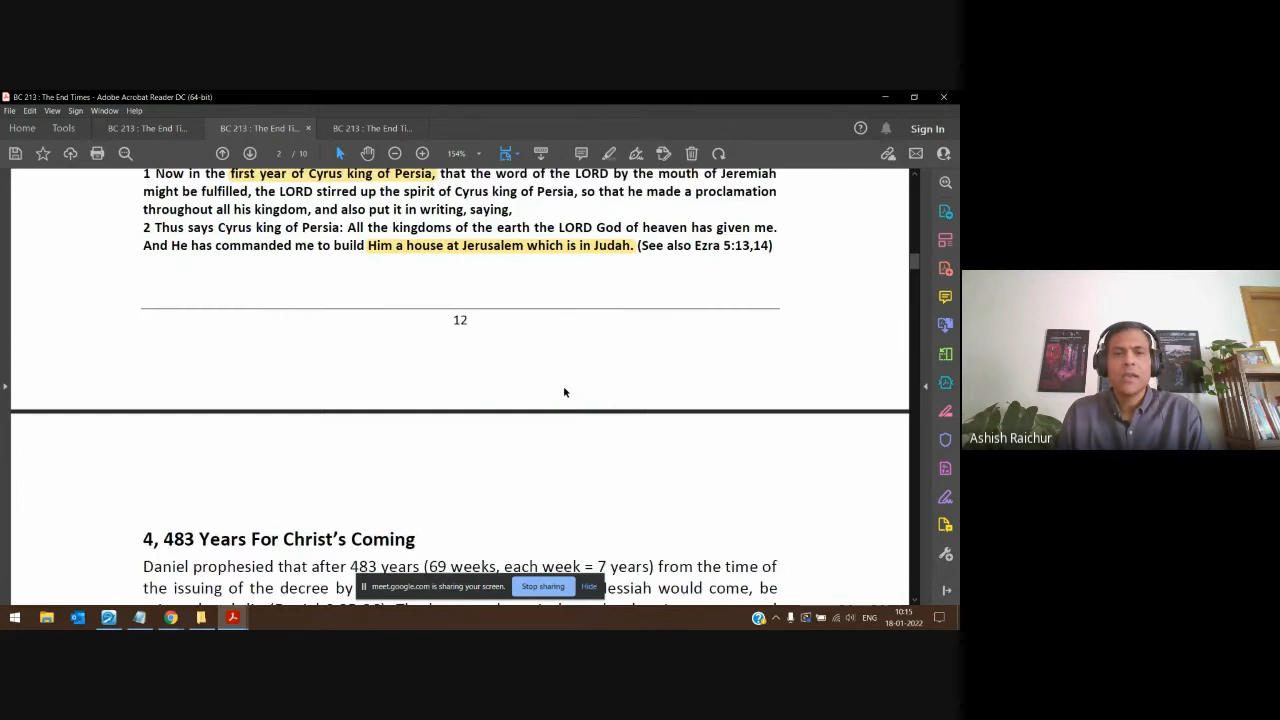 BC 213 : The End Times - Adobe Acrobat Reader DC (64-bit)
File Edit View Sign Window Help
Home Tools BC 213 : The End Ti... BC 213 : The End Ti... × BC 213 : The End Ti... Sign In
2 / 10 154%
1 Now in the first year of Cyrus king of Persia, that the word of the LORD by the mouth of Jeremiah
might be fulfilled, the LORD stirred up the spirit of Cyrus king of Persia, so that he made a proclamation
throughout all his kingdom, and also put it in writing, saying,
2 Thus says Cyrus king of Persia: All the kingdoms of the earth the LORD God of heaven has given me.
And He has commanded me to build Him a house at Jerusalem which is in Judah. (See also Ezra 5:13,14)
12
Ashish Raichur
4, 483 Years For Christ's Coming
Daniel prophesied that after 483 years (69 weeks, each week = 7 years) from the time of
the issuing of the decree by
essiah would come, be
meet.google.com is sharing your screen. Stop sharing Hide
ENG
10:15
18-01-2022